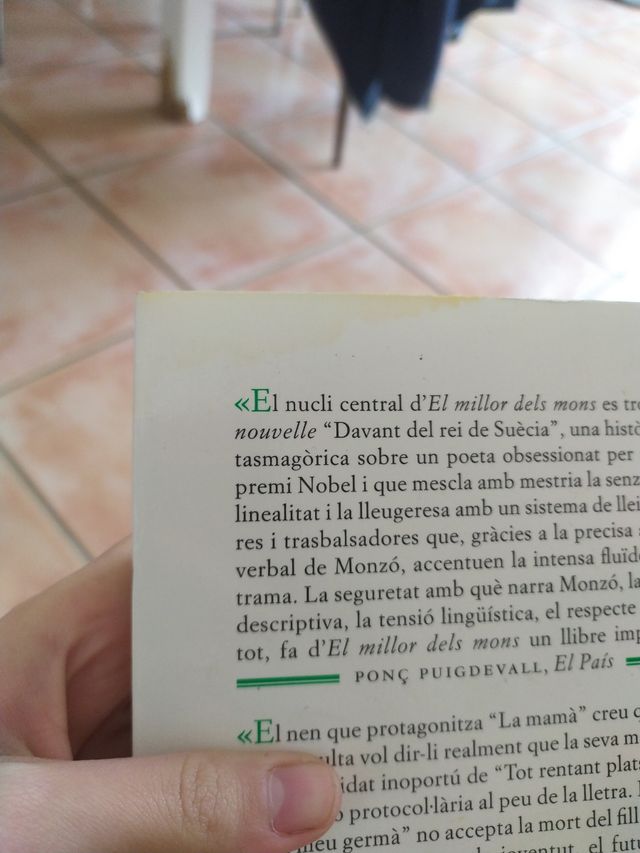 «El nucli central d'El millor dels mons es
nouvelle “Davant del rei de Suècia”, una
tasmagòrica sobre un poeta obsessionat per
premi Nobel i que mescla amb mestria la
linealitat i la lleugeresa amb un sistema de
res i trasbalsadores que, gràcies a la precisa
verbal de Monzó, accentuen la intensa
trama. La seguretat amb què narra Monzó,
descriptiva, la tensió lingüística, el respecte
tot, fa d'El millor dels mons un llibre
PONÇ PUIGDEVALL, El País
«El nen que protagonitza “La mamà” creu
vol dir-li realment que la seva
inoportú de “Tot rentant
protocol·lària al peu de la lletra.
germà” no accepta la mort del
joventut, el